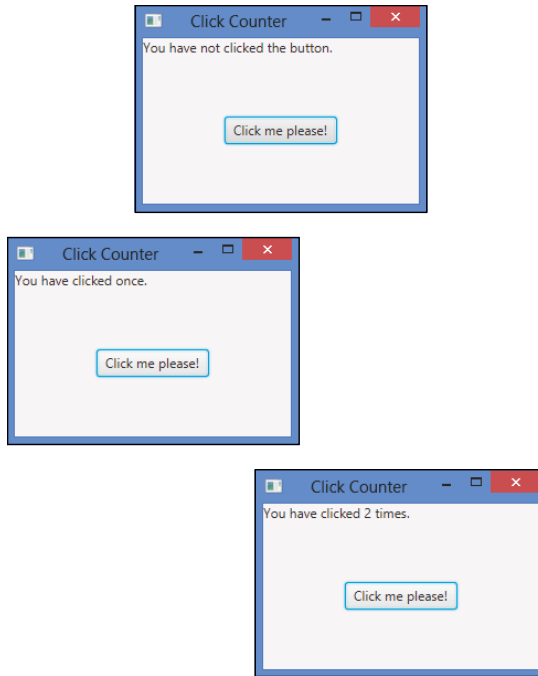 Click Counter
You have not clicked the button.
Click me please!
Click Counter
You have clicked once.
Click me please!
Click Counter
You have clicked 2 times.
Click me please!